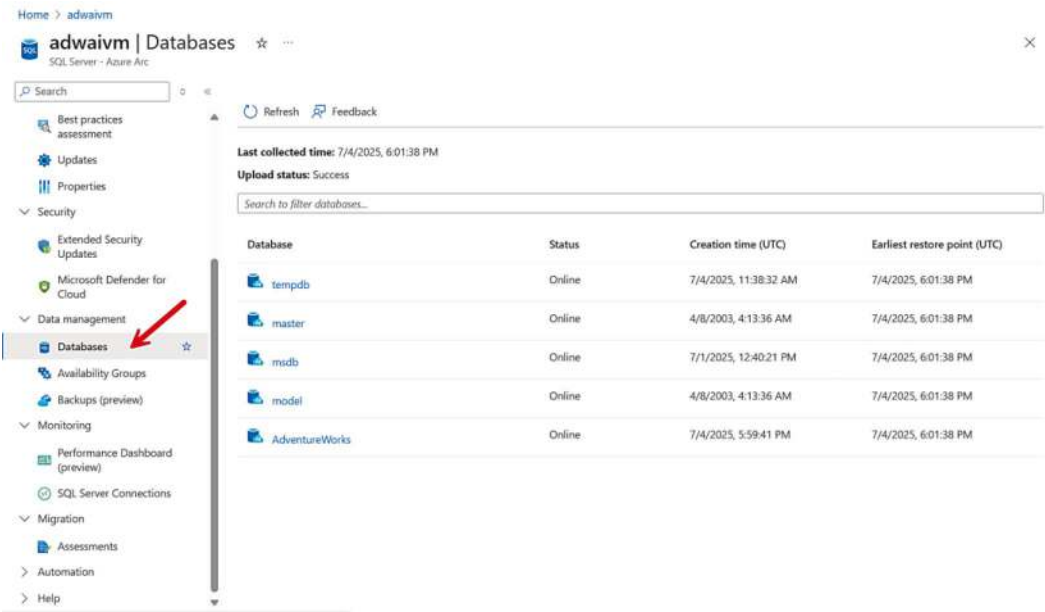 Home > adwaivm
adwaivm | Databases
SQL Server - Azure Arc
Search
Best practices
assessment
Updates
Properties
Security
Extended Security
Updates
Microsoft Defender for
Cloud
Data management
Databases
Availability Groups
Backups (preview)
Monitoring
Performance Dashboard
(preview)
SQL Server Connections
Migration
Assessments
Automation
Help
Refresh Feedback
Last collected time: 7/4/2025, 6:01:38 PM
Upload status: Success
Search to filter databases...
Database Status Creation time (UTC) Earliest restore point (UTC)
tempdb Online 7/4/2025, 11:38:32 AM 7/4/2025, 6:01:38 PM
master Online 4/8/2003, 4:13:36 AM 7/4/2025, 6:01:38 PM
msdb Online 7/1/2025, 12:40:21 PM 7/4/2025, 6:01:38 PM
model Online 4/8/2003, 4:13:36 AM 7/4/2025, 6:01:38 PM
AdventureWorks Online 7/4/2025, 5:59:41 PM 7/4/2025, 6:01:38 PM